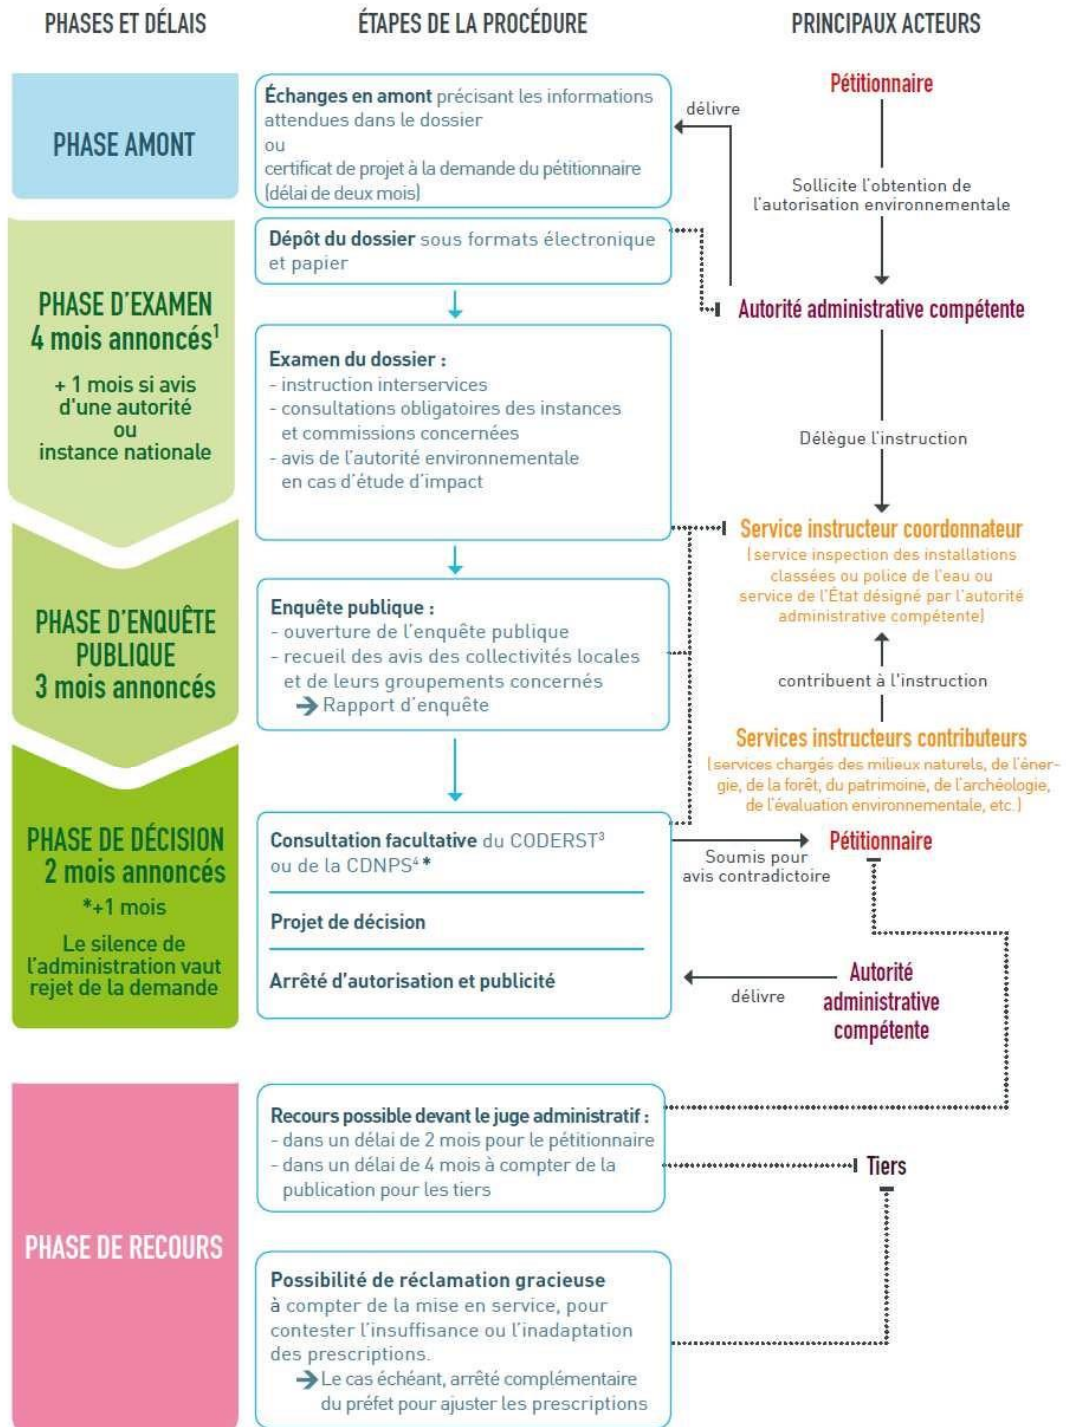 PHASES ET DÉLAIS
ÉTAPES DE LA PROCÉDURE
PRINCIPAUX ACTEURS
PHASE AMONT
Échanges en amont précisant les informations
attendues dans le dossier
ou
certificat de projet à la demande du pétitionnaire
(délai de deux mois)
délivre
Pétitionnaire
Sollicite l'obtention de
l'autorisation environnementale
PHASE D'EXAMEN
4 mois annoncés¹
+ 1 mois si avis
d'une autorité
ou
instance nationale
Dépôt du dossier sous formats électronique
et papier
Autorité administrative compétente
Examen du dossier :
- instruction interservices
- consultations obligatoires des instances
et commissions concernées
- avis de l'autorité environnementale
en cas d'étude d'impact
Délègue l'instruction
Service instructeur coordonnateur
(service inspection des installations
classées ou police de l'eau ou
service de l'État désigné par l'autorité
administrative compétente)
PHASE D'ENQUÊTE
PUBLIQUE
3 mois annoncés
Enquête publique :
- ouverture de l'enquête publique
- recueil des avis des collectivités locales
et de leurs groupements concernés
→ Rapport d'enquête
contribuent à l'instruction
Services instructeurs contributeurs
(services chargés des milieux naturels, de l'éner-
gie, de la forêt, du patrimoine, de l'archéologie,
de l'évaluation environnementale, etc.)
PHASE DE DÉCISION
2 mois annoncés
*+1 mois
Le silence de
l'administration vaut
rejet de la demande
Consultation facultative du CODERST³
ou de la CDNPS⁴ *
Projet de décision
Arrêté d'autorisation et publicité
Soumis pour
avis contradictoire
Pétitionnaire
délivre
Autorité
administrative
compétente
PHASE DE RECOURS
Recours possible devant le juge administratif :
- dans un délai de 2 mois pour le pétitionnaire
- dans un délai de 4 mois à compter de la
publication pour les tiers
Tiers
Possibilité de réclamation gracieuse
à compter de la mise en service, pour
contester l'insuffisance ou l'inadaptation
des prescriptions.
→ Le cas échéant, arrêté complémentaire
du préfet pour ajuster les prescriptions